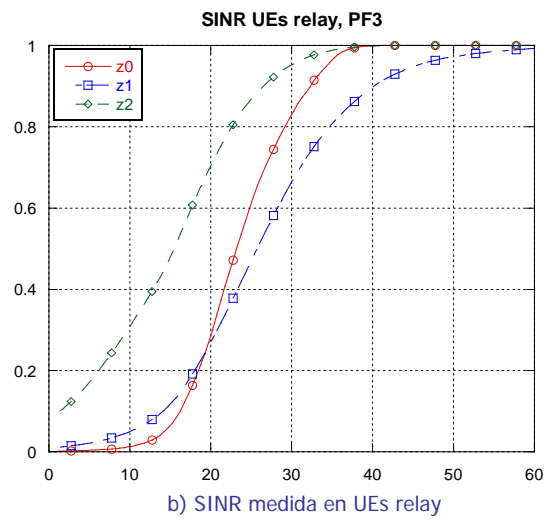 SINR UEs relay, PF3
1
z0
z1
z2
0.8
0.6
0.4
0.2
0
0 10 20 30 40 50 60
b) SINR medida en UEs relay